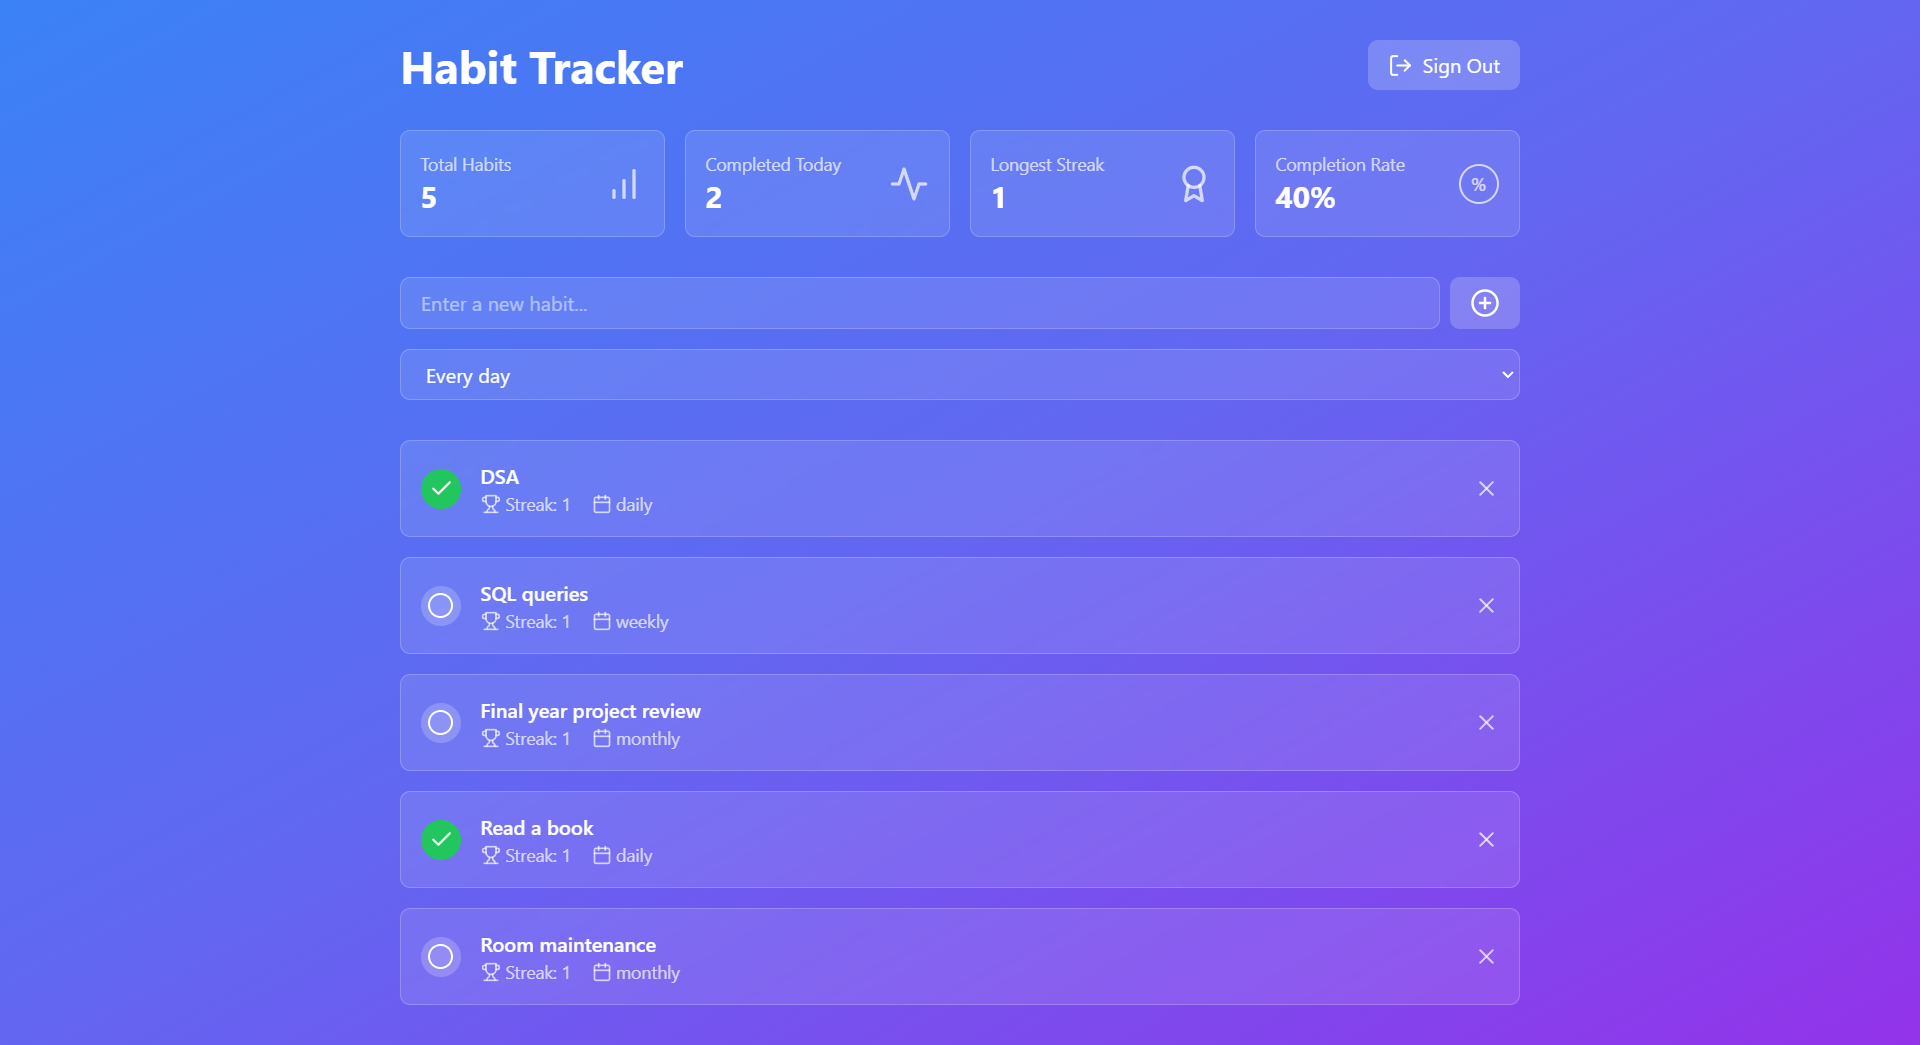 Habit Tracker
Sign Out
Total Habits
5
Completed Today
2
Longest Streak
1
Completion Rate
40%
%
Enter a new habit...
Every day
DSA
Streak: 1 daily
SQL queries
Streak: 1 weekly
Final year project review
Streak: 1 monthly
Read a book
Streak: 1 daily
Room maintenance
Streak: 1 monthly